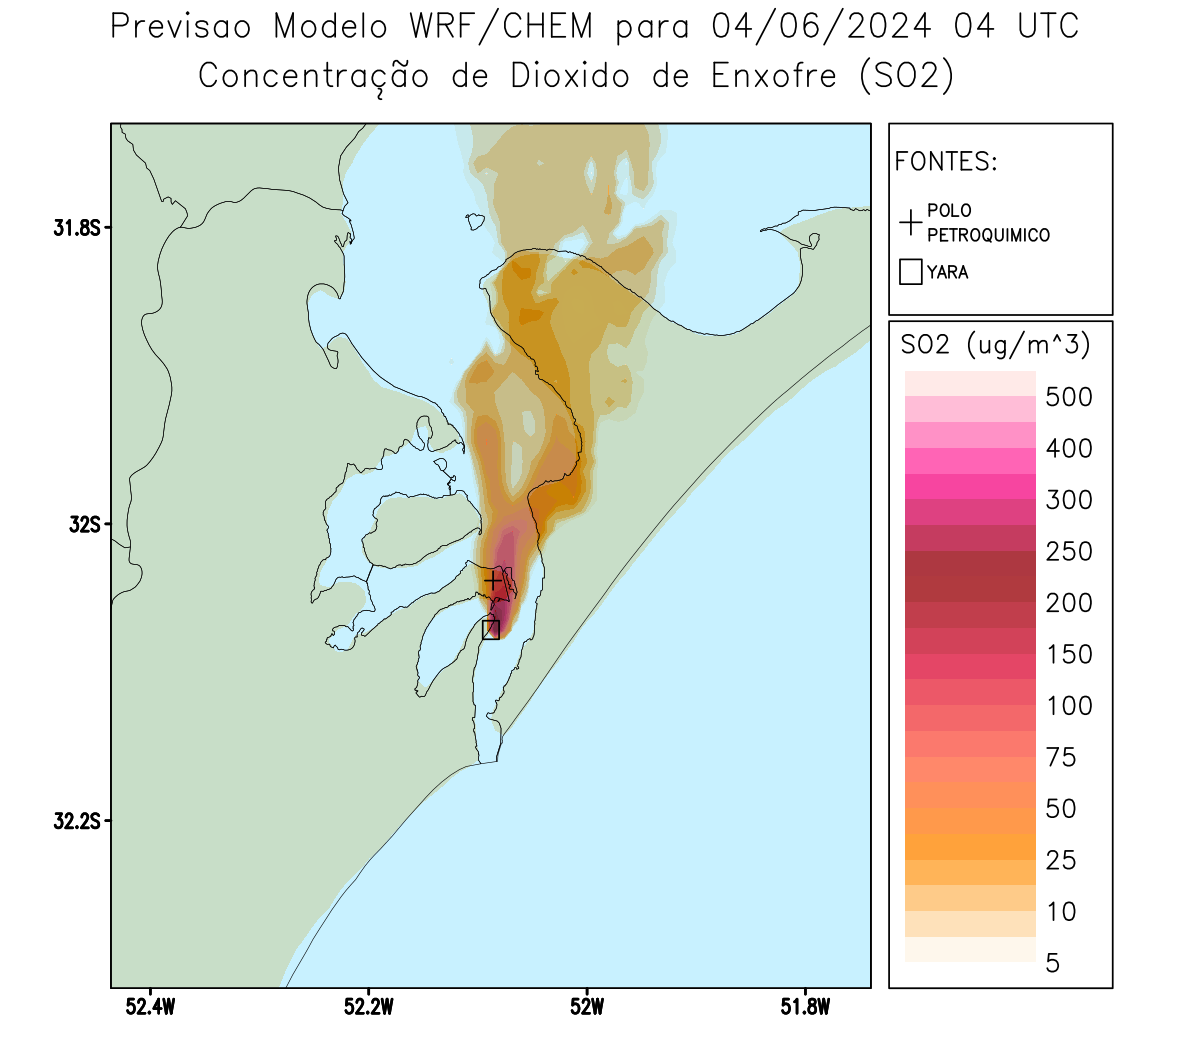 Previsao Modelo WRF/CHEM para 04/06/2024 04 UTC
Concentração de Dioxido de Enxofre (SO2)
FONTES:
POLO
PETROQUIMICO
YARA
31.8S
32S
32.2S
52.4W
52.2W
52W
51.8W
SO2 (ug/m^3)
500
400
300
250
200
150
100
75
50
25
10
5